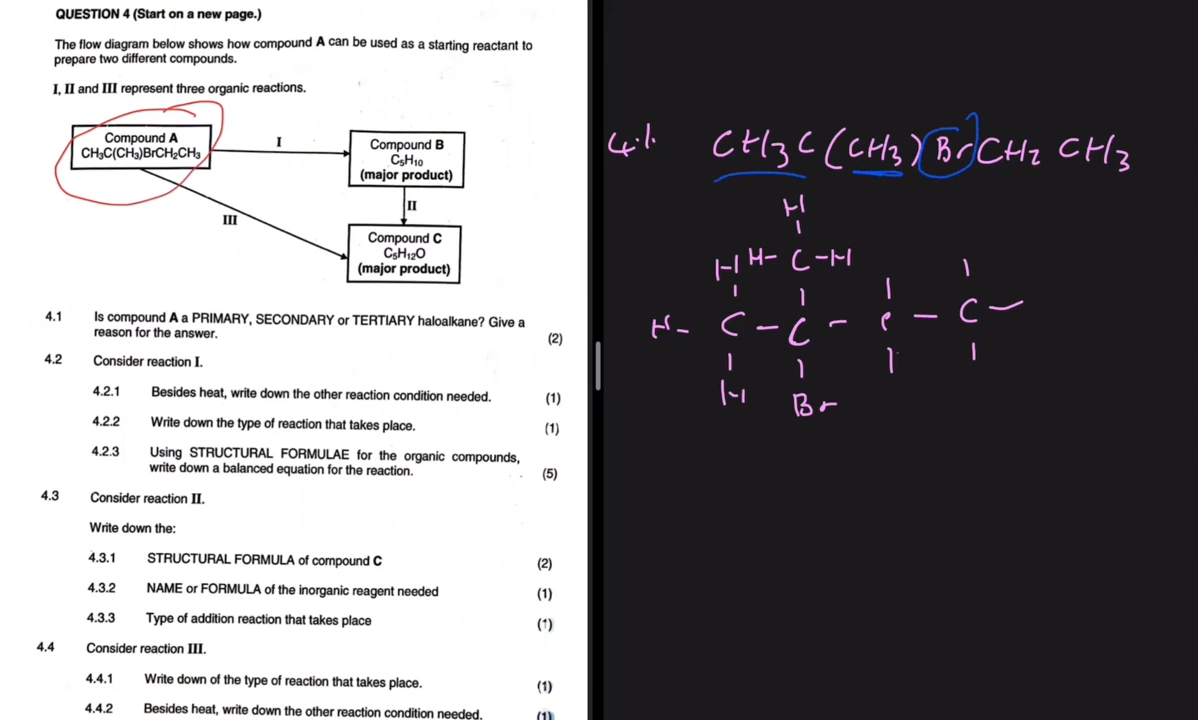 QUESTION 4 (Start on a new page.)
The flow diagram below shows how compound A can be used as a starting reactant to
prepare two different compounds.
I, II and III represent three organic reactions.
Compound A
CH₃C(CH₃)BrCH₂CH₃
I
Compound B
C₅H₁₀
(major product)
II
III
Compound C
C₅H₁₂O
(major product)
4.1 Is compound A a PRIMARY, SECONDARY or TERTIARY haloalkane? Give a
reason for the answer. (2)
4.2 Consider reaction I.
4.2.1 Besides heat, write down the other reaction condition needed. (1)
4.2.2 Write down the type of reaction that takes place. (1)
4.2.3 Using STRUCTURAL FORMULAE for the organic compounds,
write down a balanced equation for the reaction. (5)
4.3 Consider reaction II.
Write down the:
4.3.1 STRUCTURAL FORMULA of compound C (2)
4.3.2 NAME or FORMULA of the inorganic reagent needed (1)
4.3.3 Type of addition reaction that takes place (1)
4.4 Consider reaction III.
4.4.1 Write down of the type of reaction that takes place. (1)
4.4.2 Besides heat, write down the other reaction condition needed. (1)
4.1. CH3C(CH3)BrCH2CH3
H
H H-C-H
H-C-C-C-C-
H Br